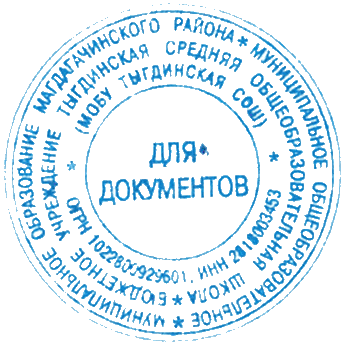 МУНИЦИПАЛЬНОЕ ОБРАЗОВАНИЕ МАГДАГАЧИНСКОГО РАЙОНА * МУНИЦИПАЛЬНОЕ ОБЩЕОБРАЗОВАТЕЛЬНОЕ *
БЮДЖЕТНОЕ УЧРЕЖДЕНИЕ ТЫГДИНСКАЯ СРЕДНЯЯ ОБЩЕОБРАЗОВАТЕЛЬНАЯ ШКОЛА *
(МОБУ ТЫГДИНСКАЯ СОШ)
* ОГРН 1022800929601, ИНН 2818003453 *
ДЛЯ
ДОКУМЕНТОВ